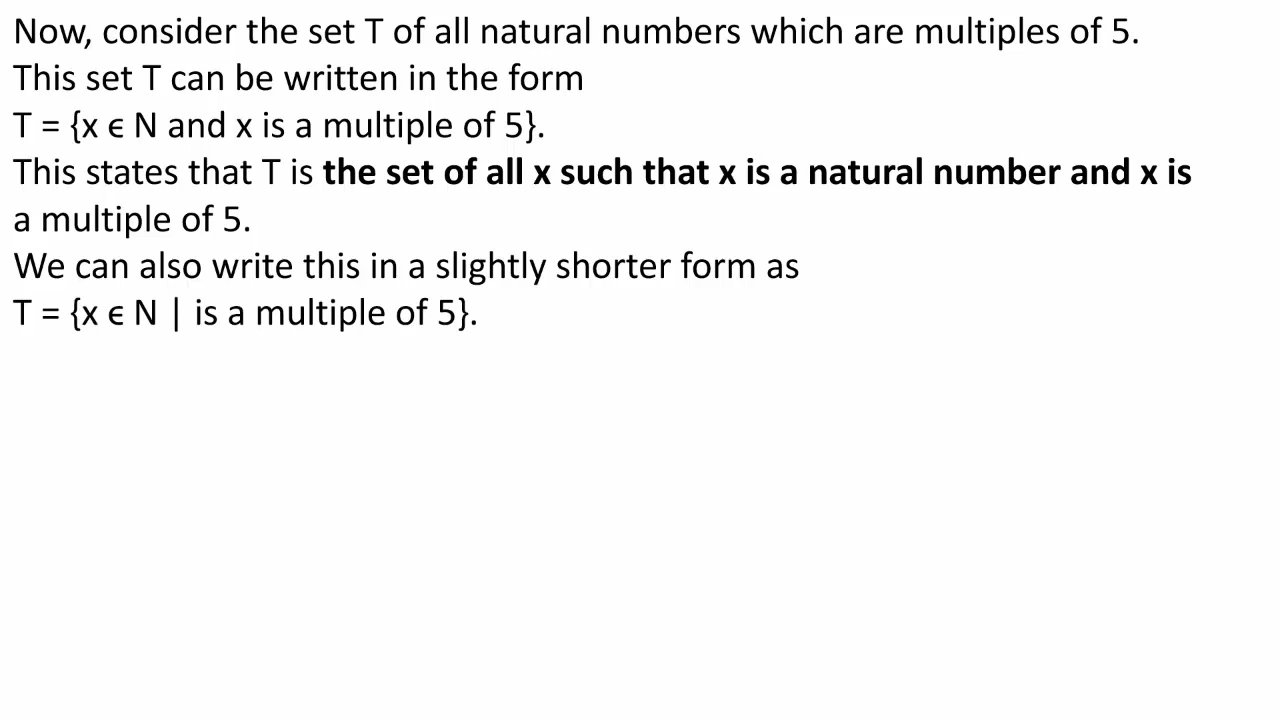 Now, consider the set T of all natural numbers which are multiples of 5.
This set T can be written in the form
T = {x ϵ N and x is a multiple of 5}.
This states that T is the set of all x such that x is a natural number and x is
a multiple of 5.
We can also write this in a slightly shorter form as
T = {x ϵ N | is a multiple of 5}.